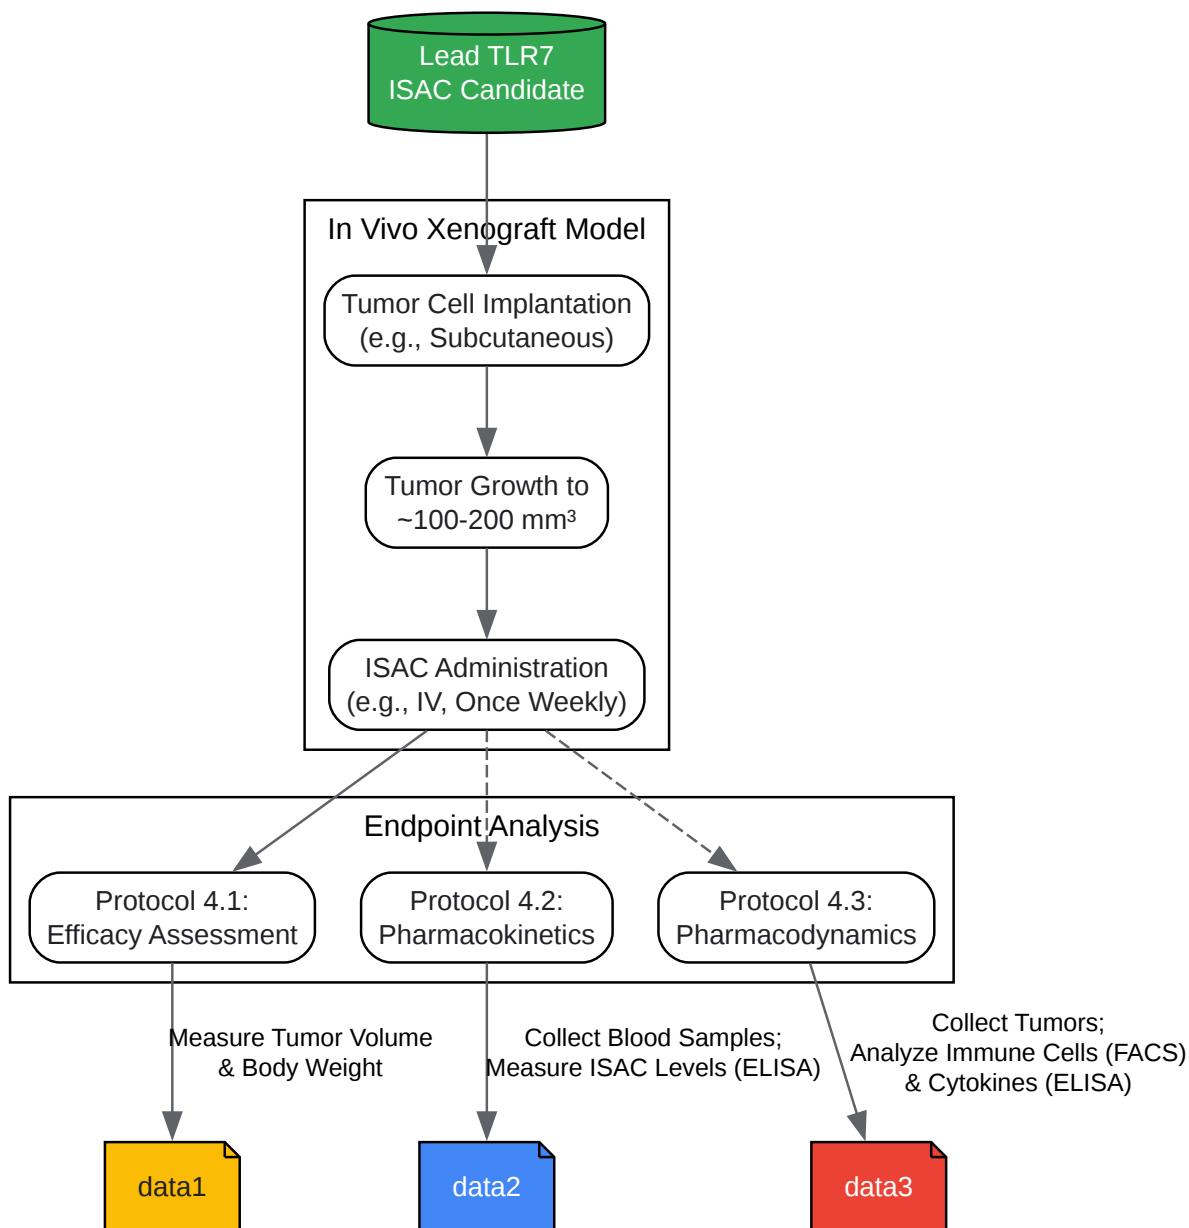 Lead TLR7
ISAC Candidate
In Vivo Xenograft Model
Tumor Cell Implantation
(e.g., Subcutaneous)
Tumor Growth to
~100-200 mm³
ISAC Administration
(e.g., IV, Once Weekly)
Endpoint Analysis
Protocol 4.1:
Efficacy Assessment
Protocol 4.2:
Pharmacokinetics
Protocol 4.3:
Pharmacodynamics
Measure Tumor Volume
& Body Weight
Collect Blood Samples;
Measure ISAC Levels (ELISA)
Collect Tumors;
Analyze Immune Cells (FACS)
& Cytokines (ELISA)
data1
data2
data3